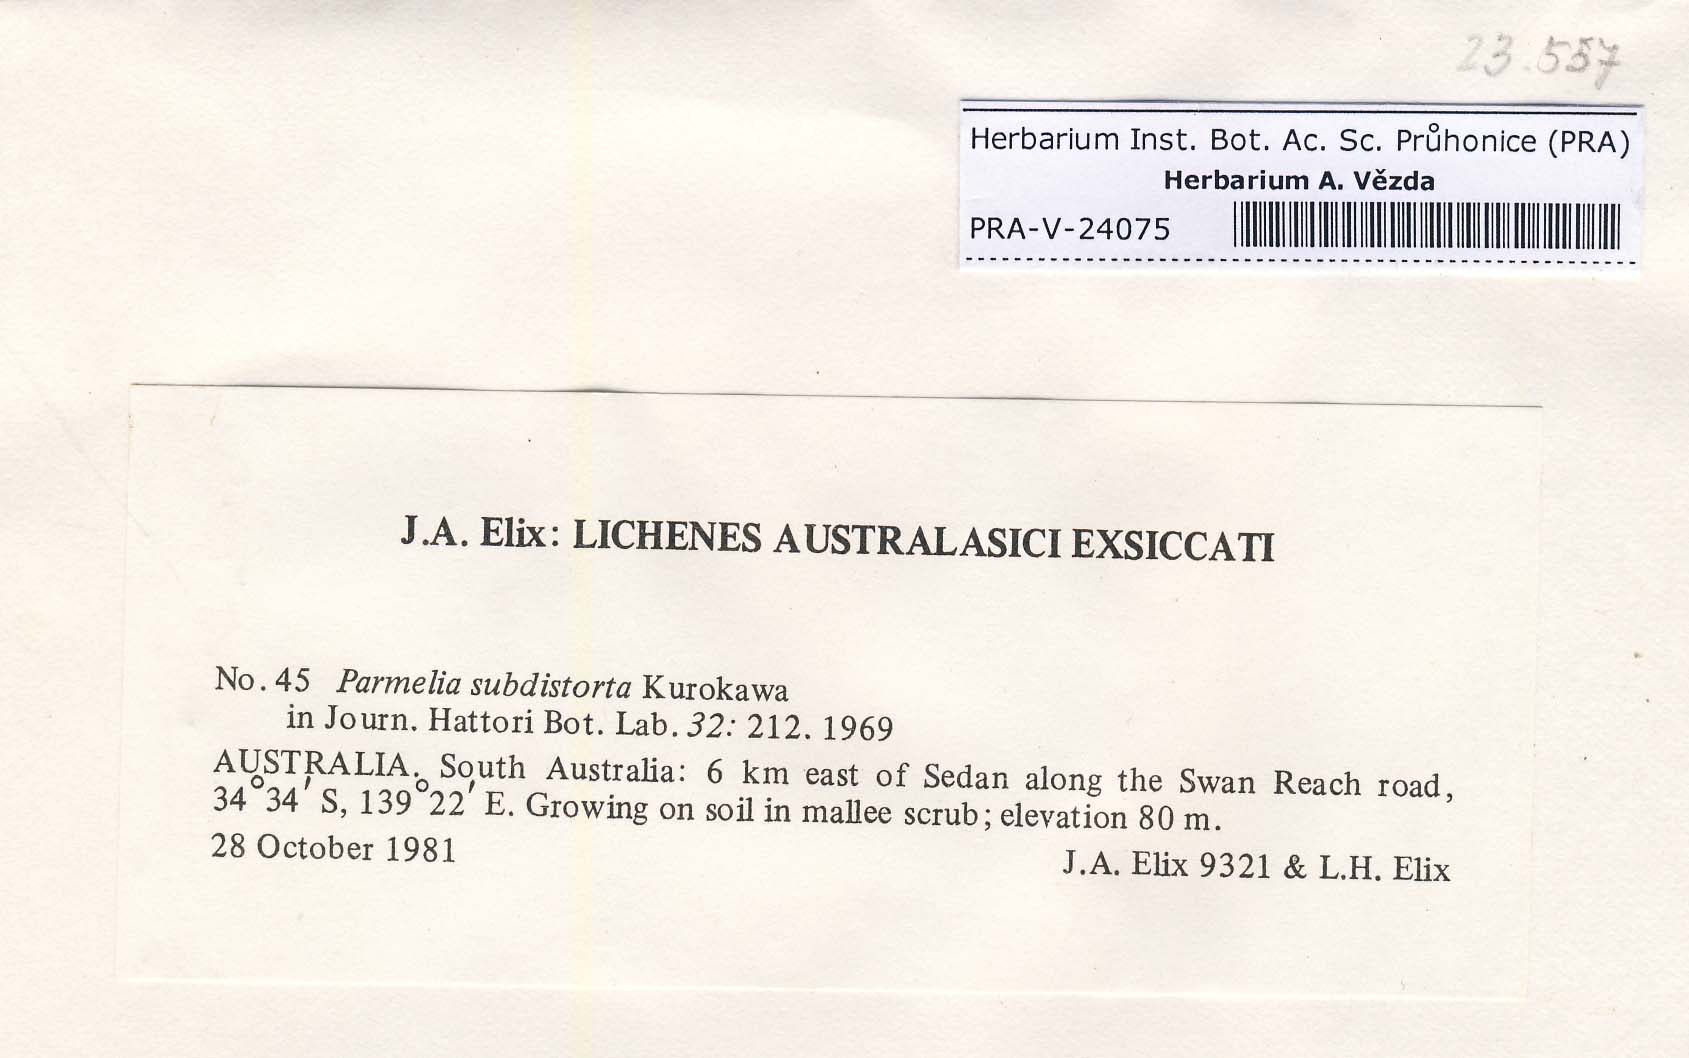 23.557
Herbarium Inst. Bot. Ac. Sc. Průhonice (PRA)
Herbarium A. Vězda
PRA-V-24075
J.A. Elix: LICHENES AUSTRALASICI EXSICCATI
No. 45 Parmelia subdistorta Kurokawa
in Journ. Hattori Bot. Lab. 32: 212. 1969
AUSTRALIA. South Australia: 6 km east of Sedan along the Swan Reach road,
34°34′ S, 139°22′ E. Growing on soil in mallee scrub; elevation 80 m.
28 October 1981
J.A. Elix 9321 & L.H. Elix